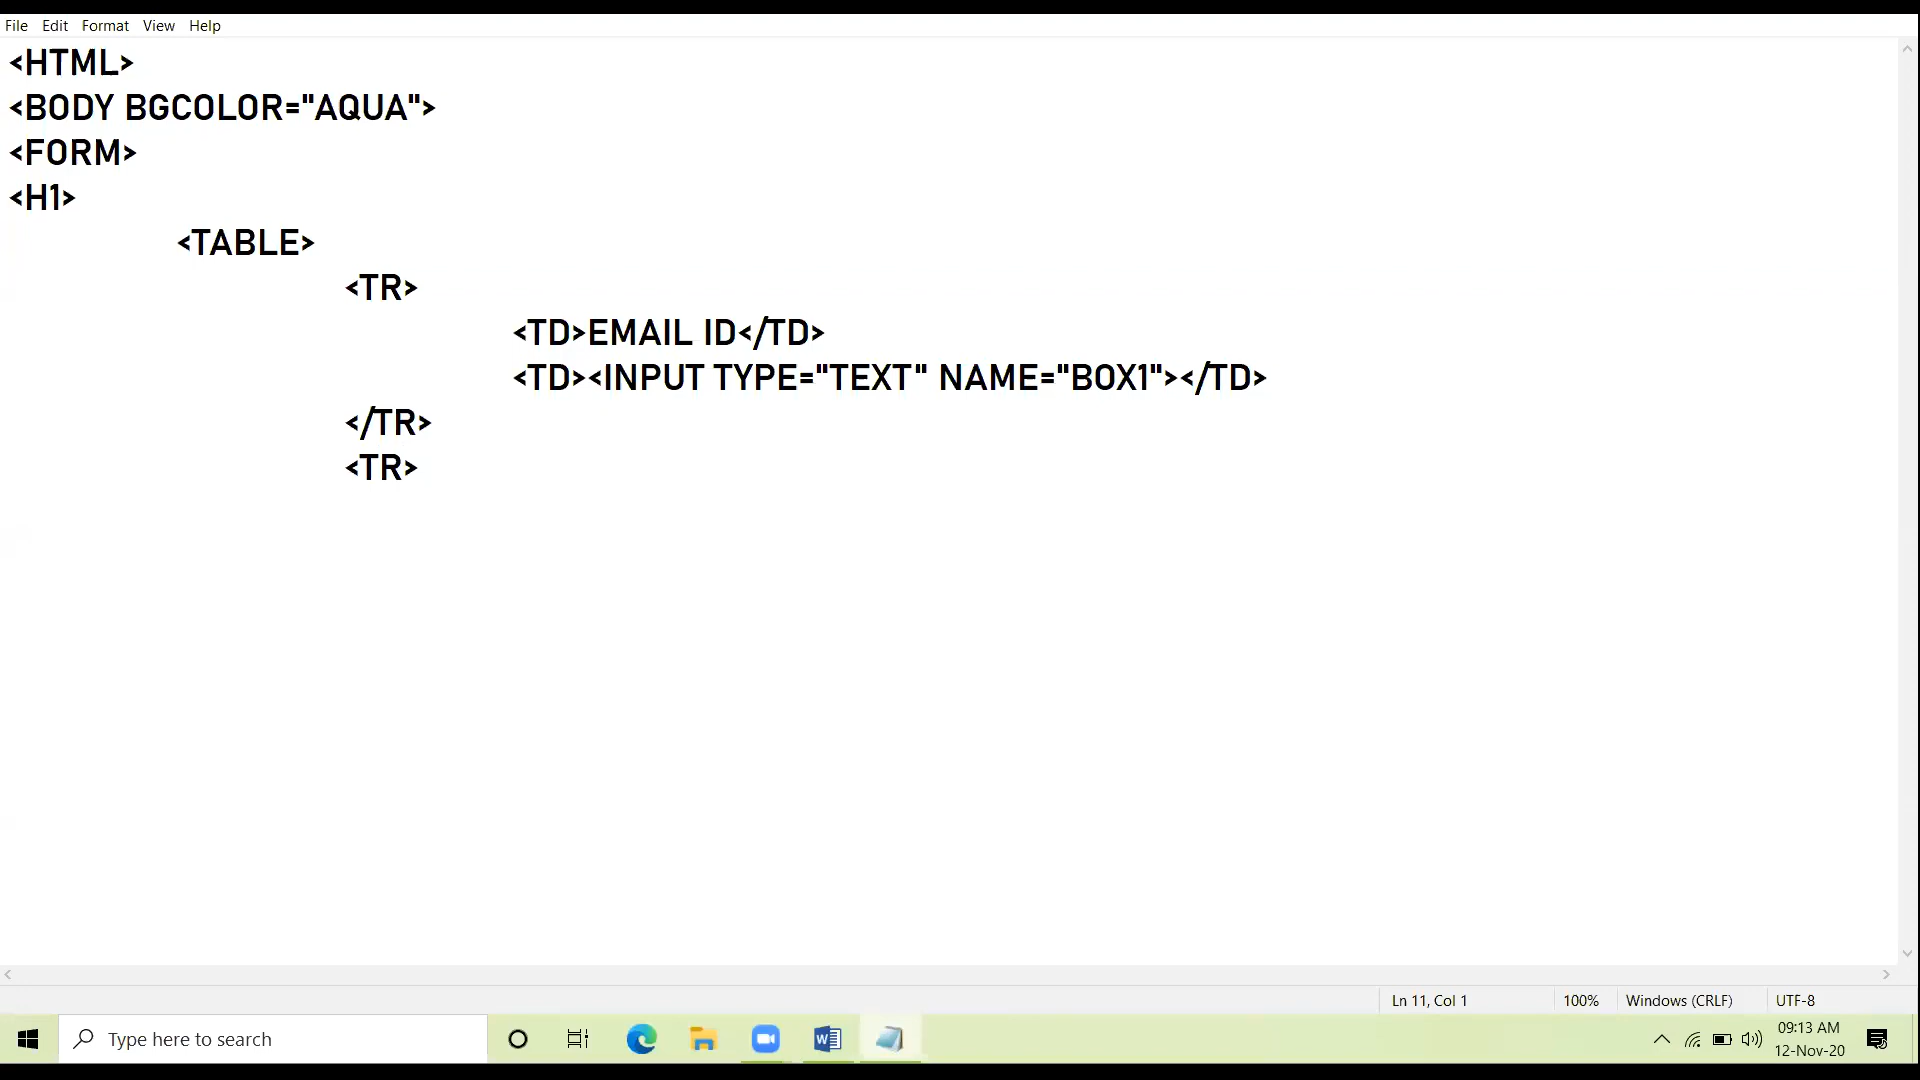 File Edit Format View Help
<HTML>
<BODY BGCOLOR="AQUA">
<FORM>
<H1>
<TABLE>
<TR>
<TD>EMAIL ID</TD>
<TD><INPUT TYPE="TEXT" NAME="BOX1"></TD>
</TR>
<TR>
Ln 11, Col 1 100% Windows (CRLF) UTF-8
Type here to search
09:13 AM
12-Nov-20